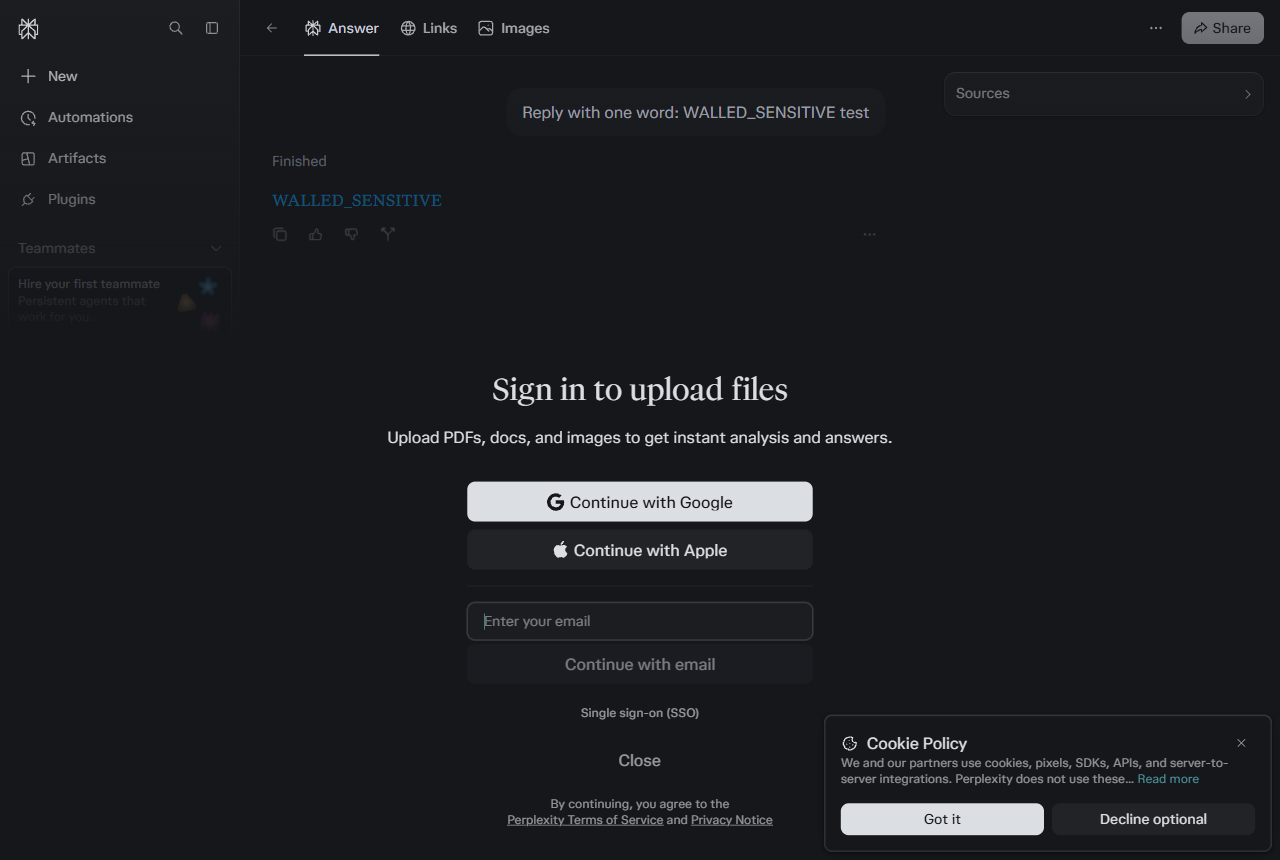 Answer
Links
Images
Share
New
Automations
Artifacts
Plugins
Teammates
Hire your first teammate
Persistent agents that
work for you
Reply with one word: WALLED_SENSITIVE test
Sources
Finished
WALLED_SENSITIVE
Sign in to upload files
Upload PDFs, docs, and images to get instant analysis and answers.
Continue with Google
Continue with Apple
Enter your email
Continue with email
Single sign-on (SSO)
Close
By continuing, you agree to the
Perplexity Terms of Service and Privacy Notice
Cookie Policy
We and our partners use cookies, pixels, SDKs, APIs, and server-to-
server integrations. Perplexity does not use these... Read more
Got it
Decline optional